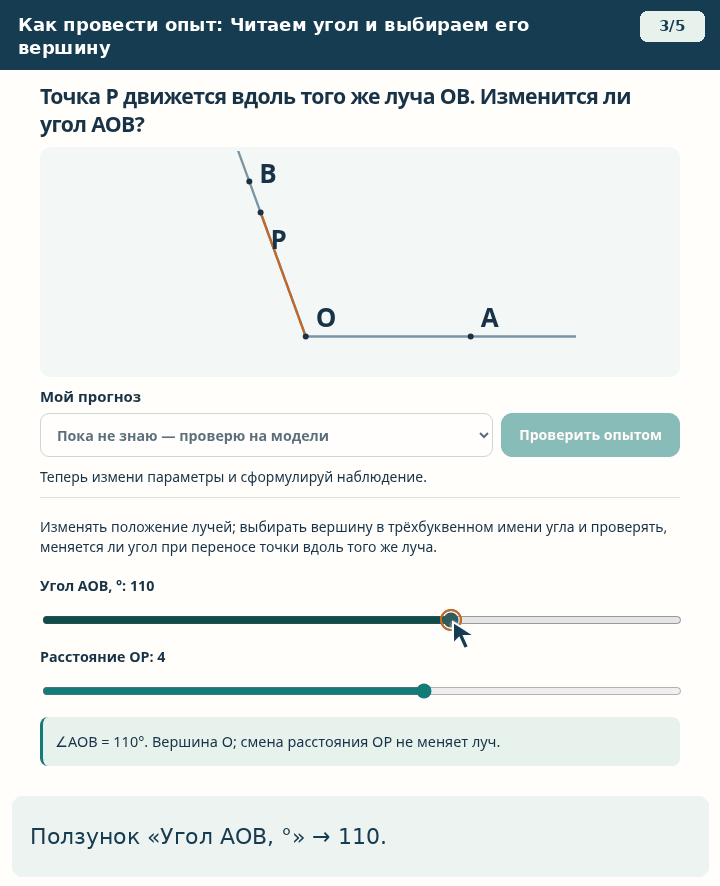 Как провести опыт: Читаем угол и выбираем его
вершину
3/5
Точка P движется вдоль того же луча OB. Изменится ли
угол AOB?
B
P
O
A
Мой прогноз
Пока не знаю — проверю на модели
Проверить опытом
Теперь измени параметры и сформулируй наблюдение.
Изменять положение лучей; выбирать вершину в трёхбуквенном имени угла и проверять,
меняется ли угол при переносе точки вдоль того же луча.
Угол AOB, °: 110
Расстояние OP: 4
∠AOB = 110°. Вершина O; смена расстояния OP не меняет луч.
Ползунок «Угол AOB, °» → 110.